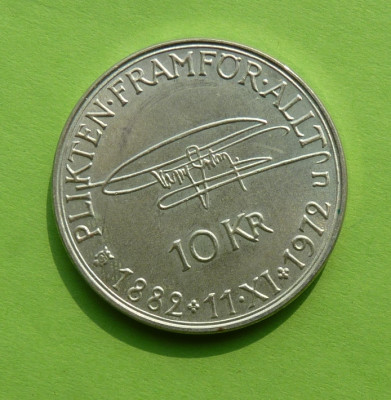 PLIKTEN·FRAMFÖR·ALLT
10 KR
1882 11·XI 1972